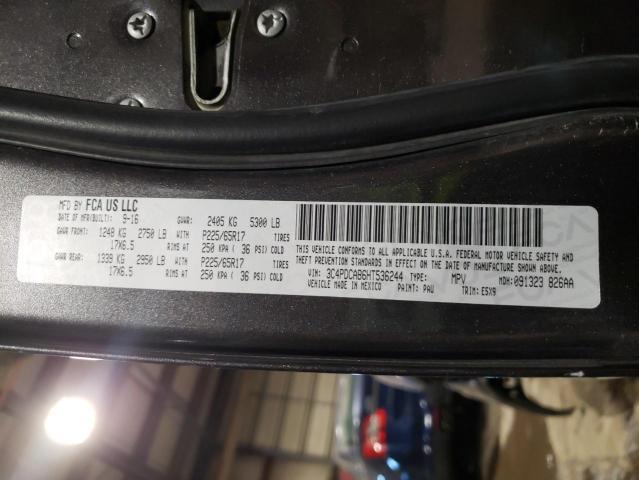 MFD BY FCA US LLC
DATE OF MFR(BUILT): 9-16 GVWR: 2405 KG 5300 LB
GAWR FRONT: 1248 KG 2750 LB WITH P225/65R17 TIRES
17X6.5 RIMS AT 250 KPA ( 36 PSI) COLD
GAWR REAR: 1339 KG 2950 LB WITH P225/65R17 TIRES
17X6.5 RIMS AT 250 KPA ( 36 PSI) COLD
THIS VEHICLE CONFORMS TO ALL APPLICABLE U.S.A. FEDERAL MOTOR VEHICLE SAFETY AND
THEFT PREVENTION STANDARDS IN EFFECT ON THE DATE OF MANUFACTURE SHOWN ABOVE.
VIN: 3C4PDCAB6HT536244 TYPE: MPV MDH: 091323 826AA
VEHICLE MADE IN MEXICO PAINT: PAU TRIM: E5X9